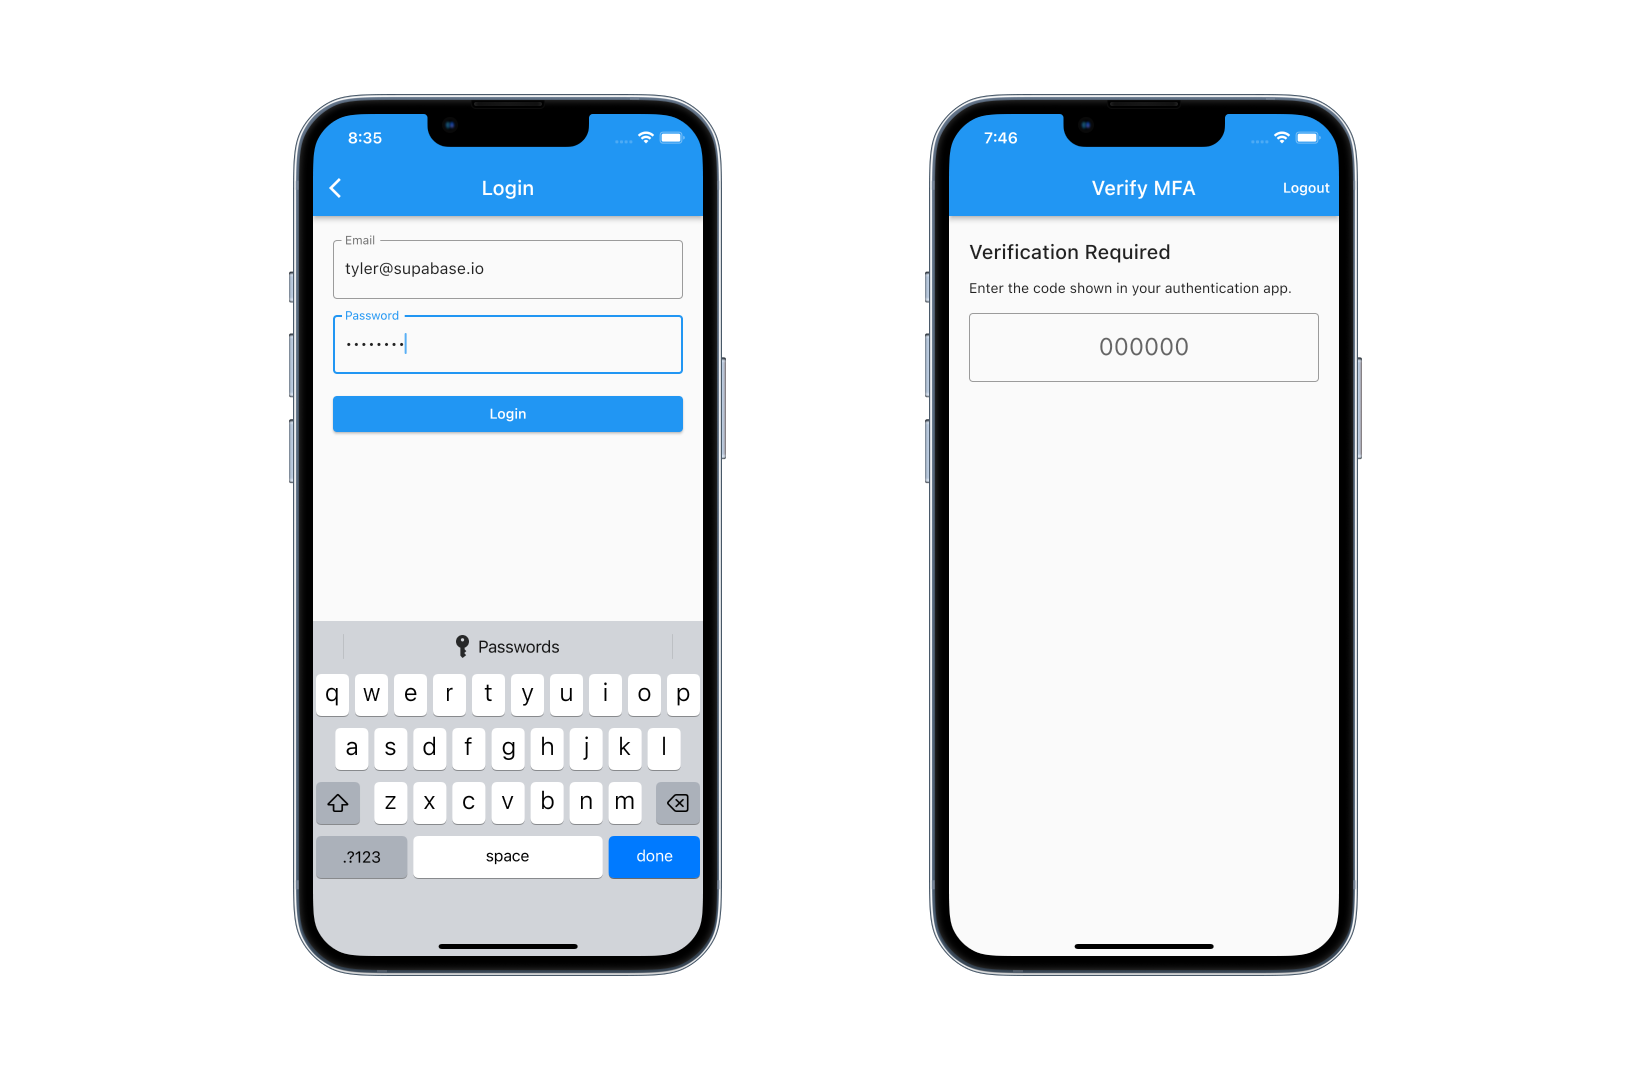 8:35
Login
Email
tyler@supabase.io
Password
Login
Passwords
q w e r t y u i o p
a s d f g h j k l
z x c v b n m
.?123 space done
7:46
Verify MFA Logout
Verification Required
Enter the code shown in your authentication app.
000000